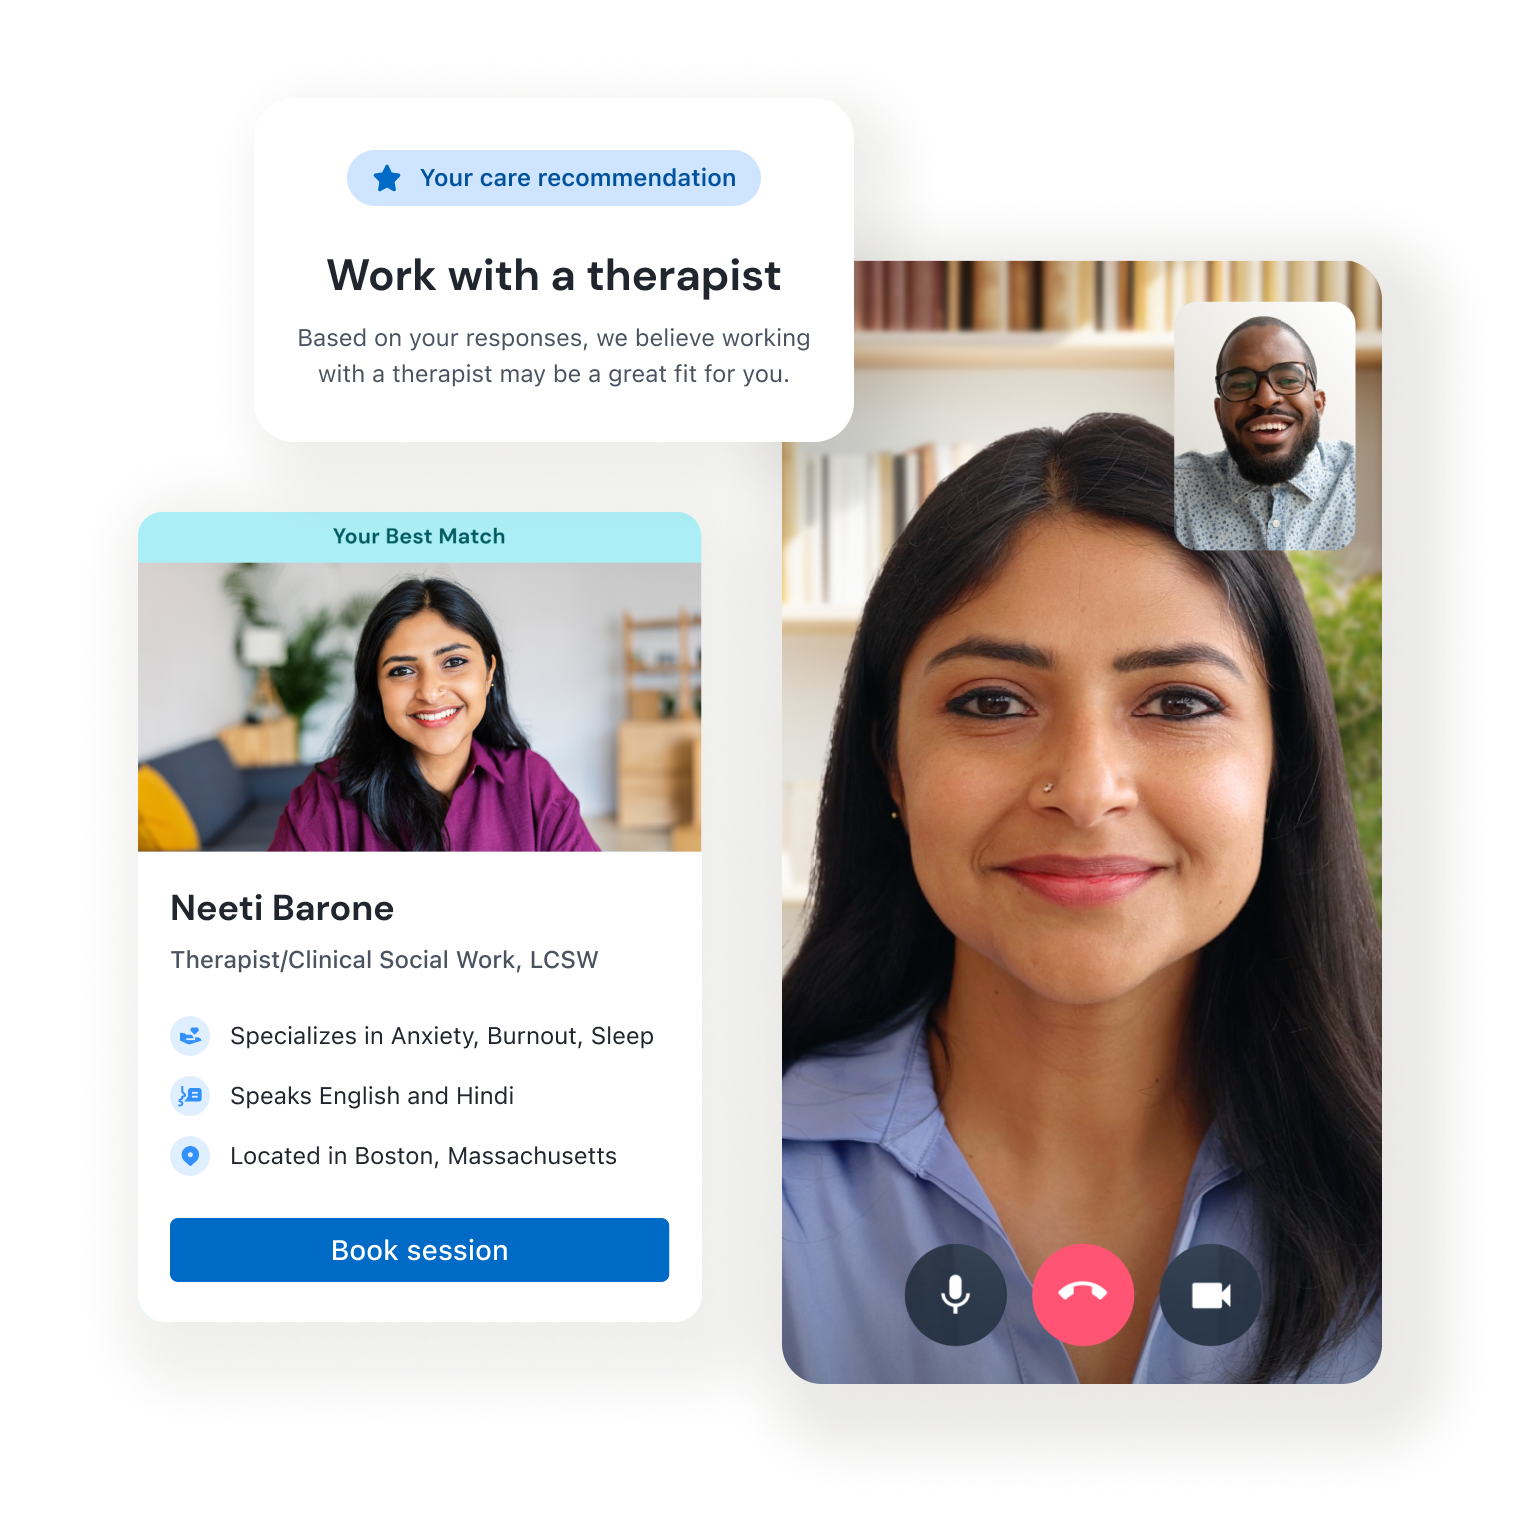 Your care recommendation
Work with a therapist
Based on your responses, we believe working
with a therapist may be a great fit for you.
Your Best Match
Neeti Barone
Therapist/Clinical Social Work, LCSW
Specializes in Anxiety, Burnout, Sleep
Speaks English and Hindi
Located in Boston, Massachusetts
Book session